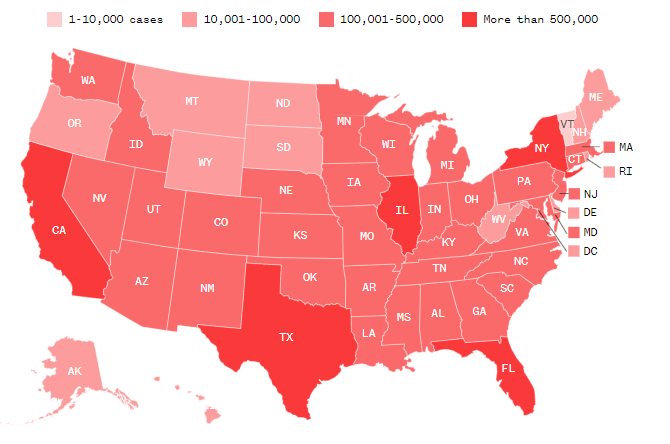 1-10,000 cases 10,001-100,000 100,001-500,000 More than 500,000
WA
MT
ND
MN
ME
OR
VT
NH
ID
WI
NY
MA
SD
MI
CT
WY
RI
IA
PA
NE
NV
OH
NJ
UT
IL
IN
DE
CO
WV
CA
KS
MO
VA
MD
KY
DC
NC
TN
AZ
NM
OK
AR
SC
MS
AL
GA
LA
TX
FL
AK